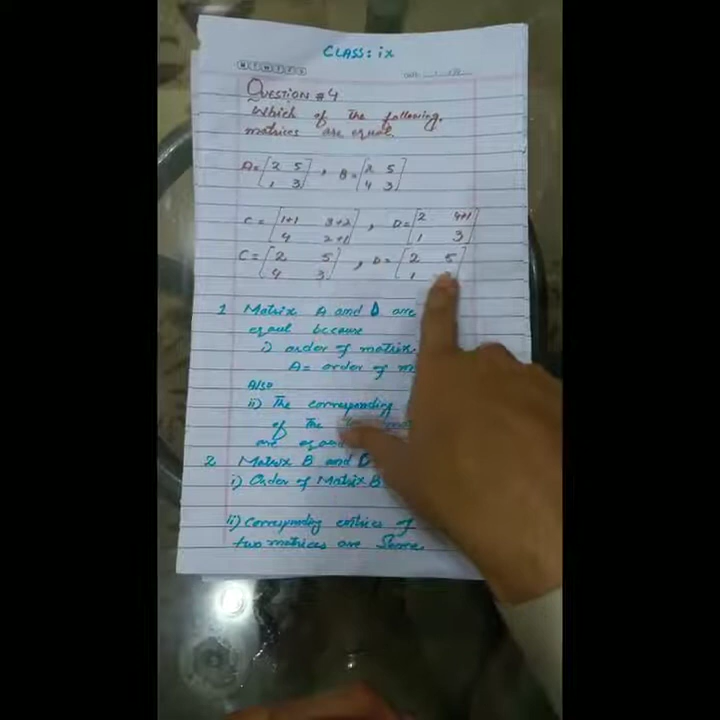 CLASS: ix
DATE:
QUESTION #4
Which of the following
matrices are equal.
A=[2 5 , B=[2 5
1 3] 4 3]
C=[1+1 3+2 , D=[2 4+1
4 2+1] 1 3]
C=[2 5 , D=[2 5
4 3] 1
1 Matrix A and D are
equal because
i) order of matrix
A= order of m
Also
ii) The corresponding
of the
are equal
2 Matrix B and
i) Order of Matrix B
ii) Corresponding entries of
two matrices are Same.